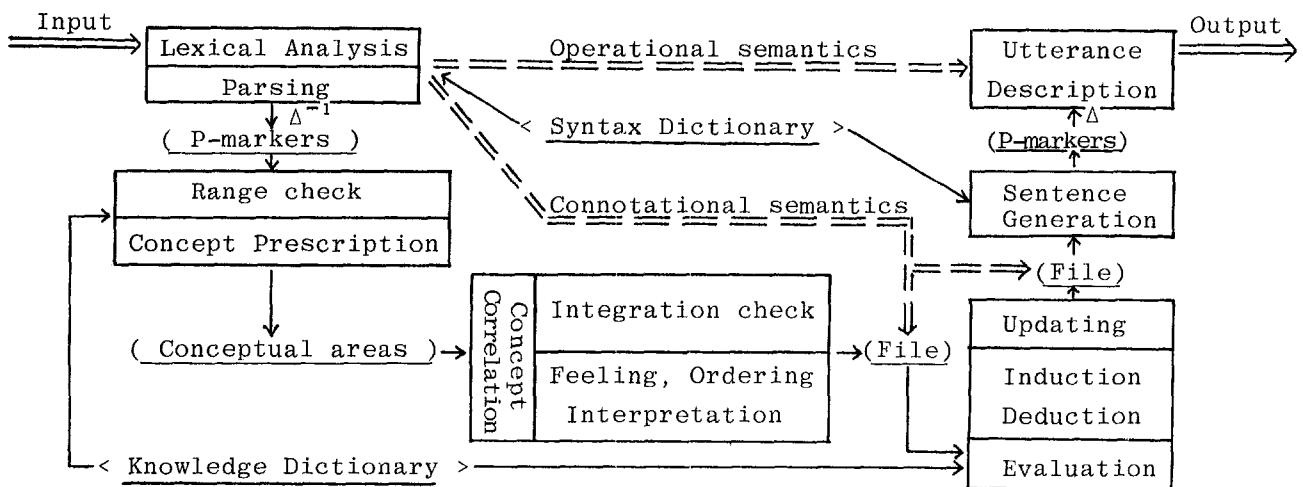 Input
Output
Lexical Analysis
Operational semantics
Utterance
Parsing
Description
Δ⁻¹
Δ
( P-markers )
< Syntax Dictionary >
(P-markers)
Range check
Sentence
Connotational semantics
Generation
Concept Prescription
(File)
Concept
Correlation
Integration check
Updating
( Conceptual areas )
(File)
Feeling, Ordering
Induction
Interpretation
Deduction
< Knowledge Dictionary >
Evaluation